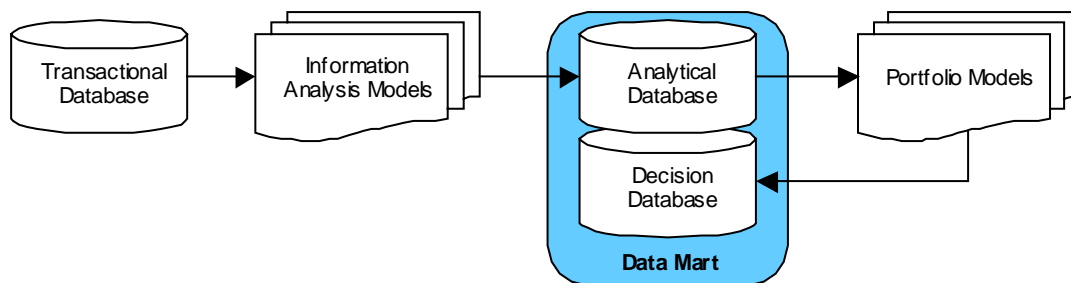 Transactional
Database
Information
Analysis Models
Analytical
Database
Portfolio Models
Decision
Database
Data Mart